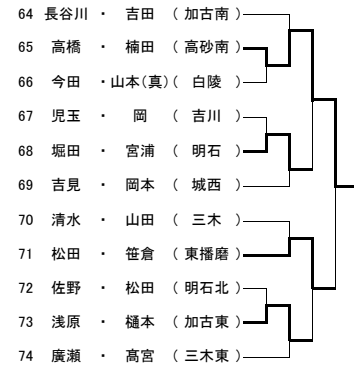 64 長谷川 ・ 吉田 ( 加古南 )
65 高橋 ・ 楠田 ( 高砂南 )
66 今田 ・ 山本(真) ( 白陵 )
67 児玉 ・ 岡 ( 吉川 )
68 堀田 ・ 宮浦 ( 明石 )
69 吉見 ・ 岡本 ( 城西 )
70 清水 ・ 山田 ( 三木 )
71 松田 ・ 笹倉 ( 東播磨 )
72 佐野 ・ 松田 ( 明石北 )
73 浅原 ・ 樋本 ( 加古東 )
74 廣瀬 ・ 髙宮 ( 三木東 )